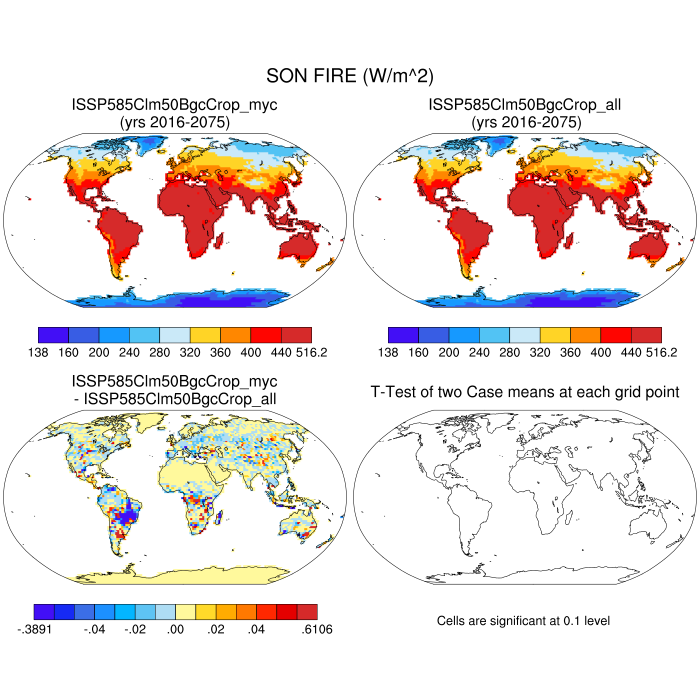 SON FIRE (W/m^2)
ISSP585Clm50BgcCrop_myc
(yrs 2016-2075)
ISSP585Clm50BgcCrop_all
(yrs 2016-2075)
138 160 200 240 280 320 360 400 440 516.2
138 160 200 240 280 320 360 400 440 516.2
ISSP585Clm50BgcCrop_myc
- ISSP585Clm50BgcCrop_all
T-Test of two Case means at each grid point
-.3891 -.04 -.02 .00 .02 .04 .6106
Cells are significant at 0.1 level